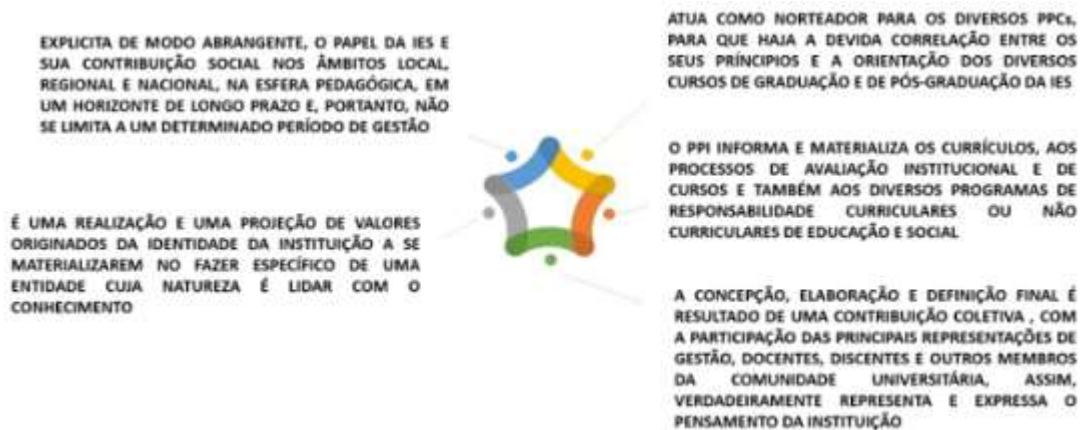 EXPLICITA DE MODO ABRANGENTE, O PAPEL DA IES E
SUA CONTRIBUIÇÃO SOCIAL NOS ÂMBITOS LOCAL,
REGIONAL E NACIONAL, NA ESFERA PEDAGÓGICA, EM
UM HORIZONTE DE LONGO PRAZO E, PORTANTO, NÃO
SE LIMITA A UM DETERMINADO PERÍODO DE GESTÃO
É UMA REALIZAÇÃO E UMA PROJEÇÃO DE VALORES
ORIGINADOS DA IDENTIDADE DA INSTITUIÇÃO A SE
MATERIALIZAREM NO FAZER ESPECÍFICO DE UMA
ENTIDADE CUJA NATUREZA É LIDAR COM O
CONHECIMENTO
ATUA COMO NORTEADOR PARA OS DIVERSOS PPCs,
PARA QUE HAJA A DEVIDA CORRELAÇÃO ENTRE OS
SEUS PRÍNCIPIOS E A ORIENTAÇÃO DOS DIVERSOS
CURSOS DE GRADUAÇÃO E DE PÓS-GRADUAÇÃO DA IES
O PPI INFORMA E MATERIALIZA OS CURRÍCULOS, AOS
PROCESSOS DE AVALIAÇÃO INSTITUCIONAL E DE
CURSOS E TAMBÉM AOS DIVERSOS PROGRAMAS DE
RESPONSABILIDADE CURRICULARES OU NÃO
CURRICULARES DE EDUCAÇÃO E SOCIAL
A CONCEPÇÃO, ELABORAÇÃO E DEFINIÇÃO FINAL É
RESULTADO DE UMA CONTRIBUIÇÃO COLETIVA , COM
A PARTICIPAÇÃO DAS PRINCIPAIS REPRESENTAÇÕES DE
GESTÃO, DOCENTES, DISCENTES E OUTROS MEMBROS
DA COMUNIDADE UNIVERSITÁRIA, ASSIM,
VERDADEIRAMENTE REPRESENTA E EXPRESSA O
PENSAMENTO DA INSTITUIÇÃO